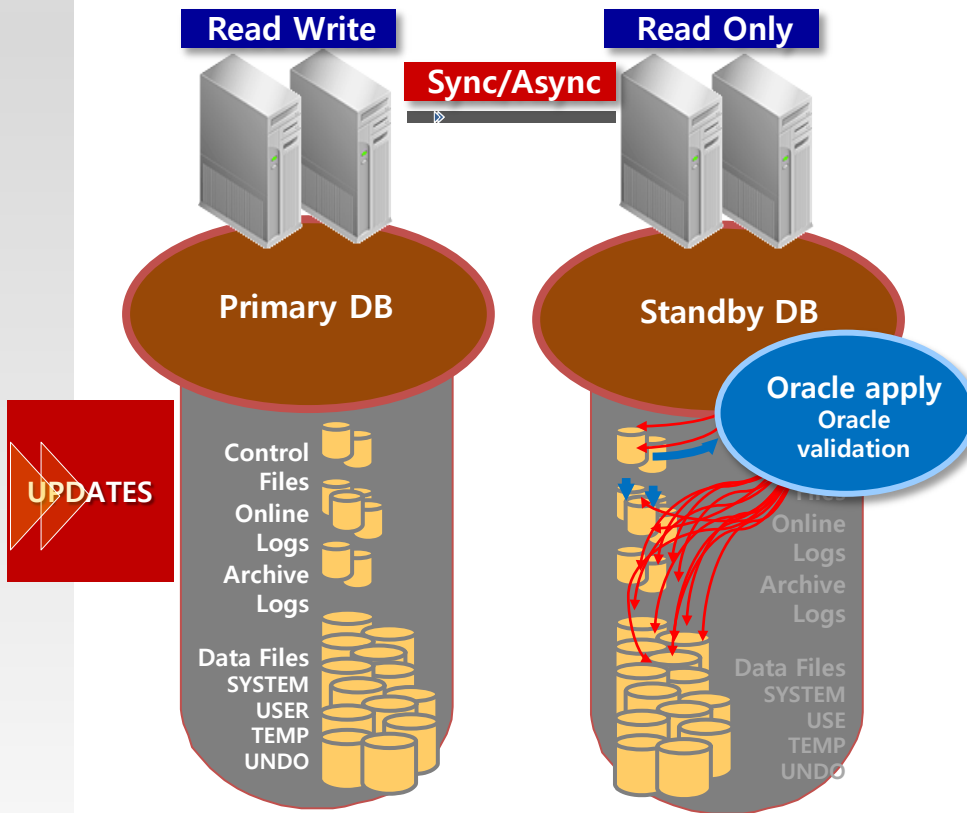 Read Write
Read Only
Sync/Async
Primary DB
Standby DB
Oracle apply
Oracle
validation
UPDATES
Control
Files
Online
Logs
Archive
Logs
Data Files
SYSTEM
USER
TEMP
UNDO
Files
Online
Logs
Archive
Logs
Data Files
SYSTEM
USE
TEMP
UNDO